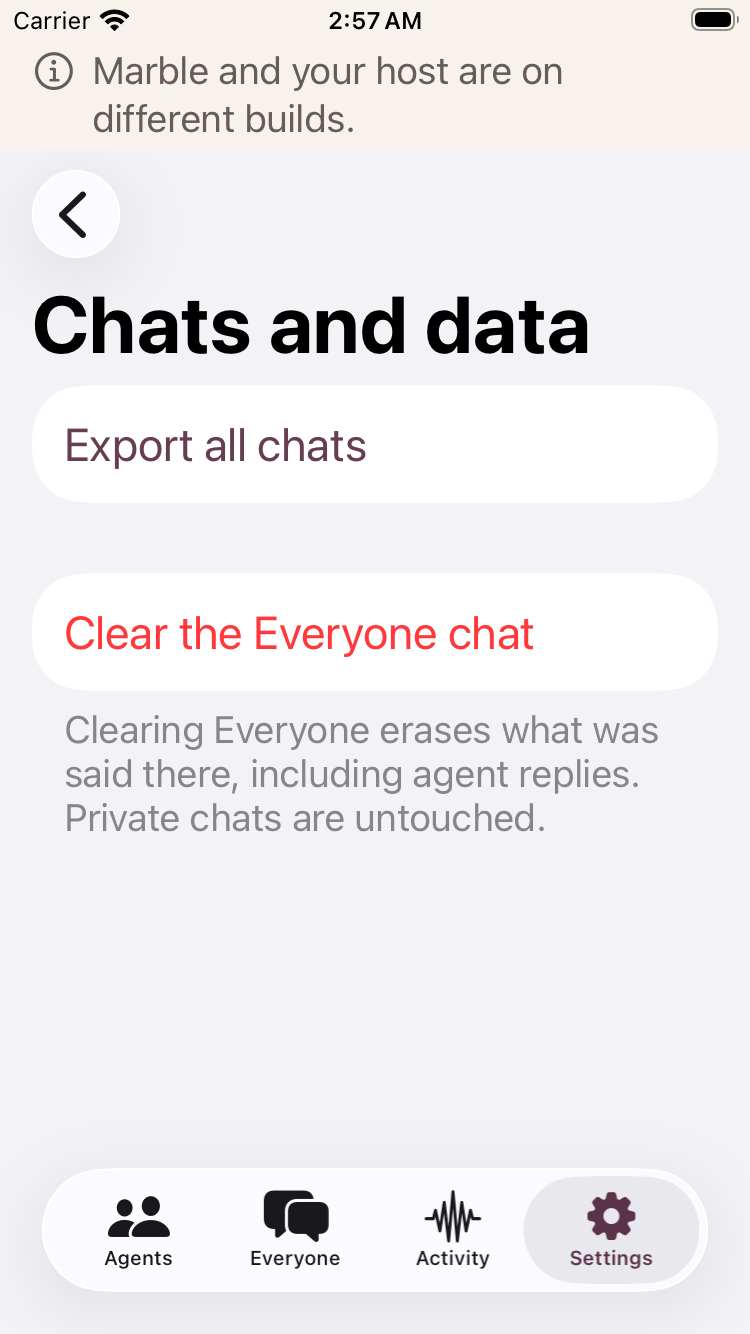 Carrier 2:57 AM
Marble and your host are on
different builds.
Chats and data
Export all chats
Clear the Everyone chat
Clearing Everyone erases what was
said there, including agent replies.
Private chats are untouched.
Agents Everyone Activity Settings